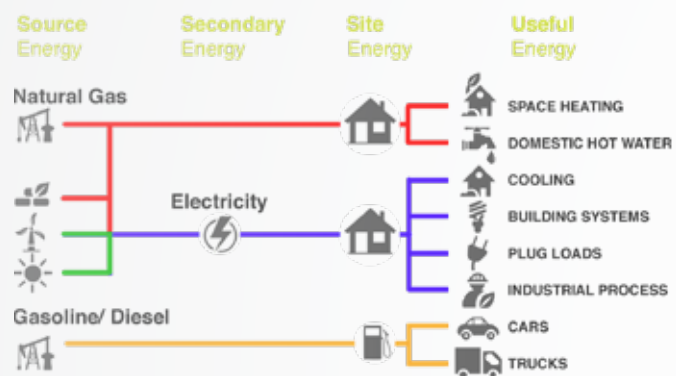 Source Energy
Secondary Energy
Site Energy
Useful Energy
Natural Gas
SPACE HEATING
DOMESTIC HOT WATER
COOLING
Electricity
BUILDING SYSTEMS
PLUG LOADS
INDUSTRIAL PROCESS
Gasoline/ Diesel
CARS
TRUCKS